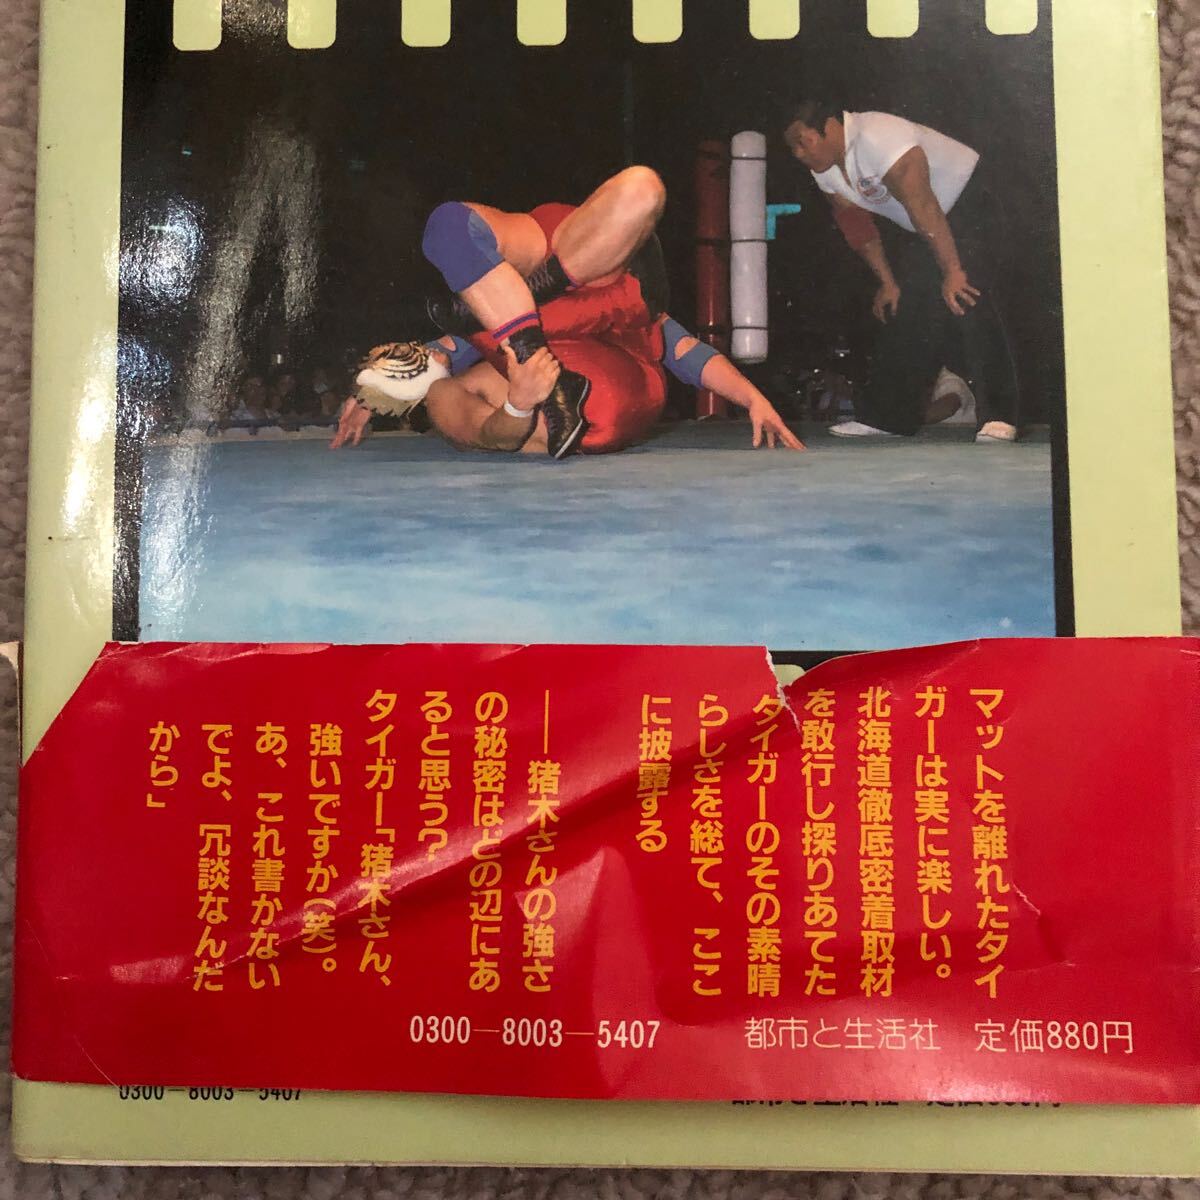 マットを離れたタイ
ガーは実に楽しい。
北海道徹底密着取材
を敢行し探りあてた
タイガーのその素晴
らしさを総て、ここ
に披露する
——猪木さんの強さ
の秘密はどの辺にあ
ると思う?
タイガー「猪木さん、
強いですか(笑)。
あ、これ書かない
でよ、冗談なんだ
から」
0300—8003—5407 都市と生活社 定価880円
0300—8003—5407